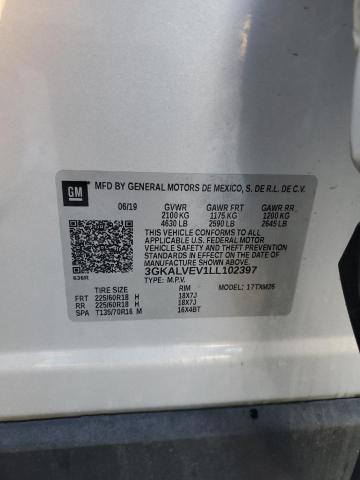 GM
MFD BY GENERAL MOTORS DE MEXICO, S. DE R.L. DE C.V.
06/19 GVWR GAWR FRT GAWR RR
2100 KG 1175 KG 1200 KG
4630 LB 2590 LB 2645 LB
THIS VEHICLE CONFORMS TO ALL
APPLICABLE U.S. FEDERAL MOTOR
VEHICLE SAFETY AND THEFT
PREVENTION STANDARDS IN EFFECT
ON THE DATE OF MANUFACTURE
SHOWN ABOVE.
636R
3GKALVEV1LL102397
TYPE: M.P.V.
MODEL: 17TXM26
TIRE SIZE RIM
FRT 225/60R18 H 18X7J
RR 225/60R18 H 18X7J
SPA T135/70R16 M 16X4BT